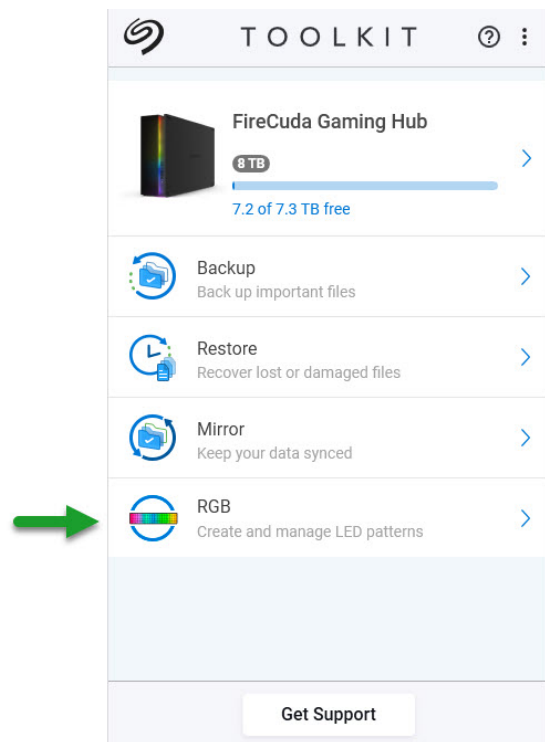 TOOLKIT
FireCuda Gaming Hub
8 TB
7.2 of 7.3 TB free
Backup
Back up important files
Restore
Recover lost or damaged files
Mirror
Keep your data synced
RGB
Create and manage LED patterns
Get Support